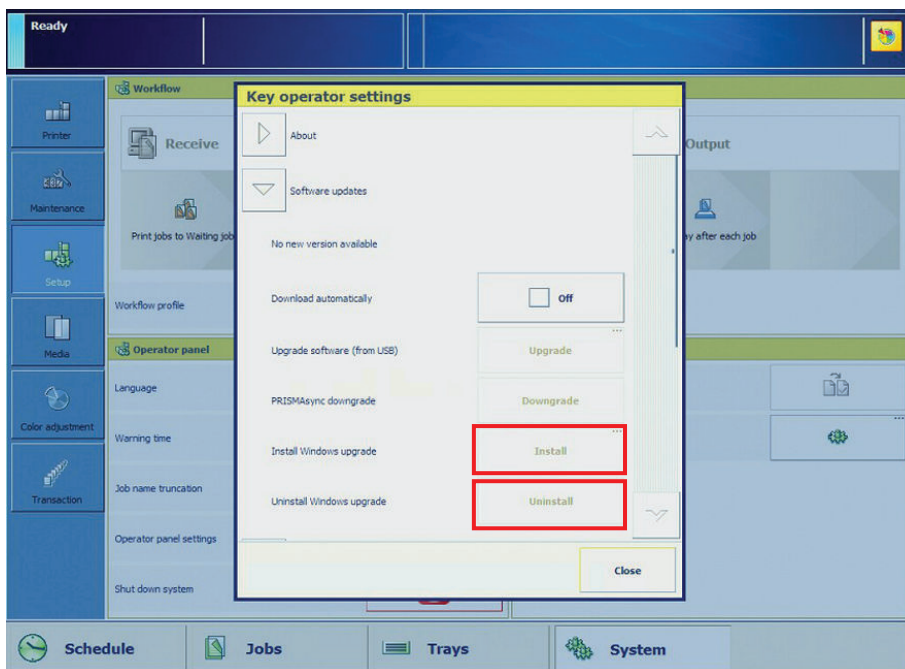 Ready
Workflow
Key operator settings
Printer
Receive
About
Output
Maintenance
Software updates
Print jobs to Waiting job
ay after each job
No new version available
Setup
Workflow profile
Download automatically
Off
Media
Operator panel
Upgrade software (from USB)
Upgrade
Language
PRISMAsync downgrade
Downgrade
Color adjustment
Warning time
Install Windows upgrade
Install
Transaction
Job name truncation
Uninstall Windows upgrade
Uninstall
Operator panel settings
Close
Shut down system
Schedule
Jobs
Trays
System